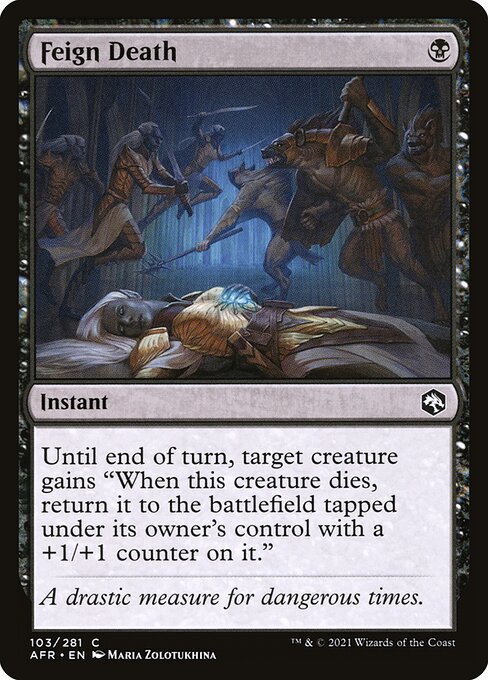 Feign Death
Instant
Until end of turn, target creature
gains “When this creature dies,
return it to the battlefield tapped
under its owner’s control with a
+1/+1 counter on it.”
A drastic measure for dangerous times.
103/281 C
AFR • EN Maria Zolotukhina
™ & © 2021 Wizards of the Coast